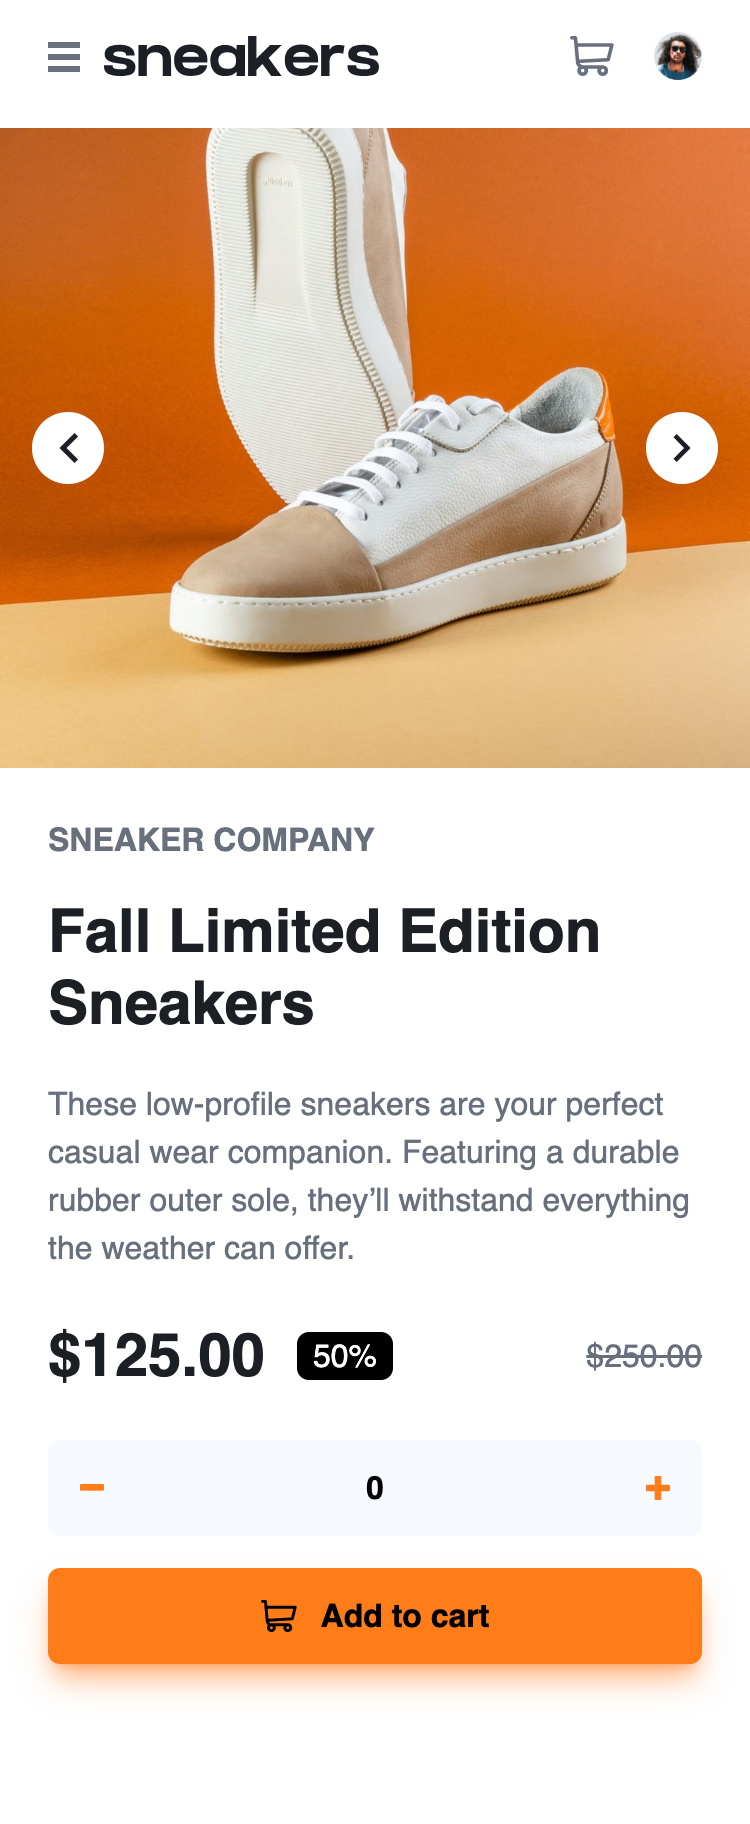 sneakers
SNEAKER COMPANY
Fall Limited Edition
Sneakers
These low-profile sneakers are your perfect
casual wear companion. Featuring a durable
rubber outer sole, they’ll withstand everything
the weather can offer.
$125.00 50% $250.00
0
Add to cart